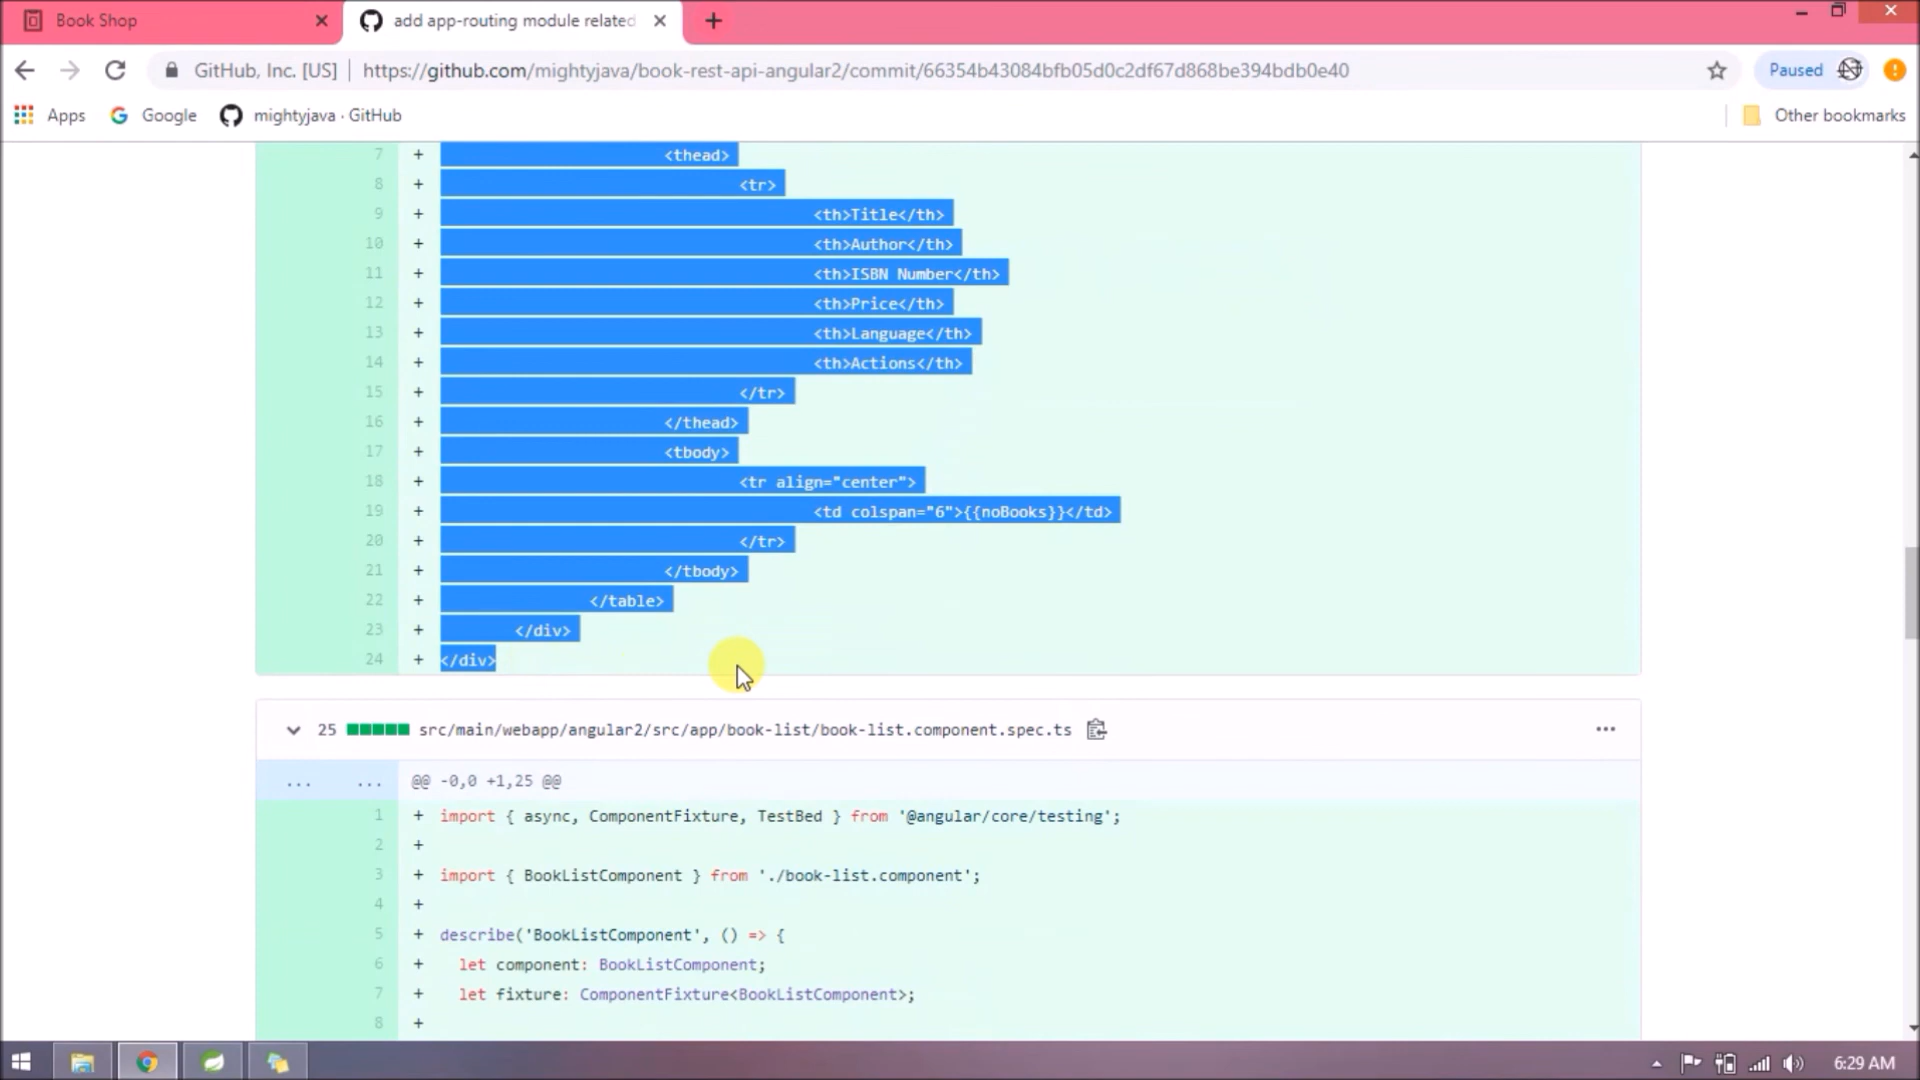 Book Shop
add app-routing module related
GitHub, Inc. [US]
https://github.com/mightyjava/book-rest-api-angular2/commit/66354b43084bfb05d0c2df67d868be394bdb0e40
Paused
Apps
Google
mightyjava · GitHub
Other bookmarks
7 + <thead>
8 + <tr>
9 + <th>Title</th>
10 + <th>Author</th>
11 + <th>ISBN Number</th>
12 + <th>Price</th>
13 + <th>Language</th>
14 + <th>Actions</th>
15 + </tr>
16 + </thead>
17 + <tbody>
18 + <tr align="center">
19 + <td colspan="6">{{noBooks}}</td>
20 + </tr>
21 + </tbody>
22 + </table>
23 + </div>
24 + </div>
25 src/main/webapp/angular2/src/app/book-list/book-list.component.spec.ts
... ... @@ -0,0 +1,25 @@
1 + import { async, ComponentFixture, TestBed } from '@angular/core/testing';
2 +
3 + import { BookListComponent } from './book-list.component';
4 +
5 + describe('BookListComponent', () => {
6 + let component: BookListComponent;
7 + let fixture: ComponentFixture<BookListComponent>;
8 +
6:29 AM